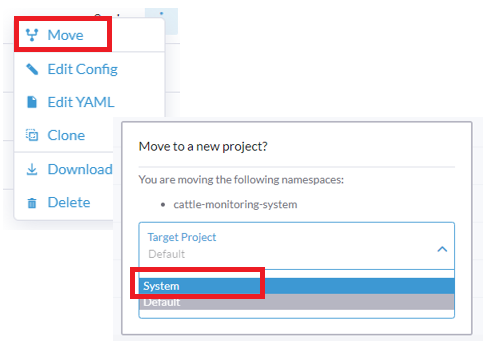 Move
Edit Config
Edit YAML
Clone
Download
Delete
Move to a new project?
You are moving the following namespaces:
• cattle-monitoring-system
Target Project
Default
System
Default